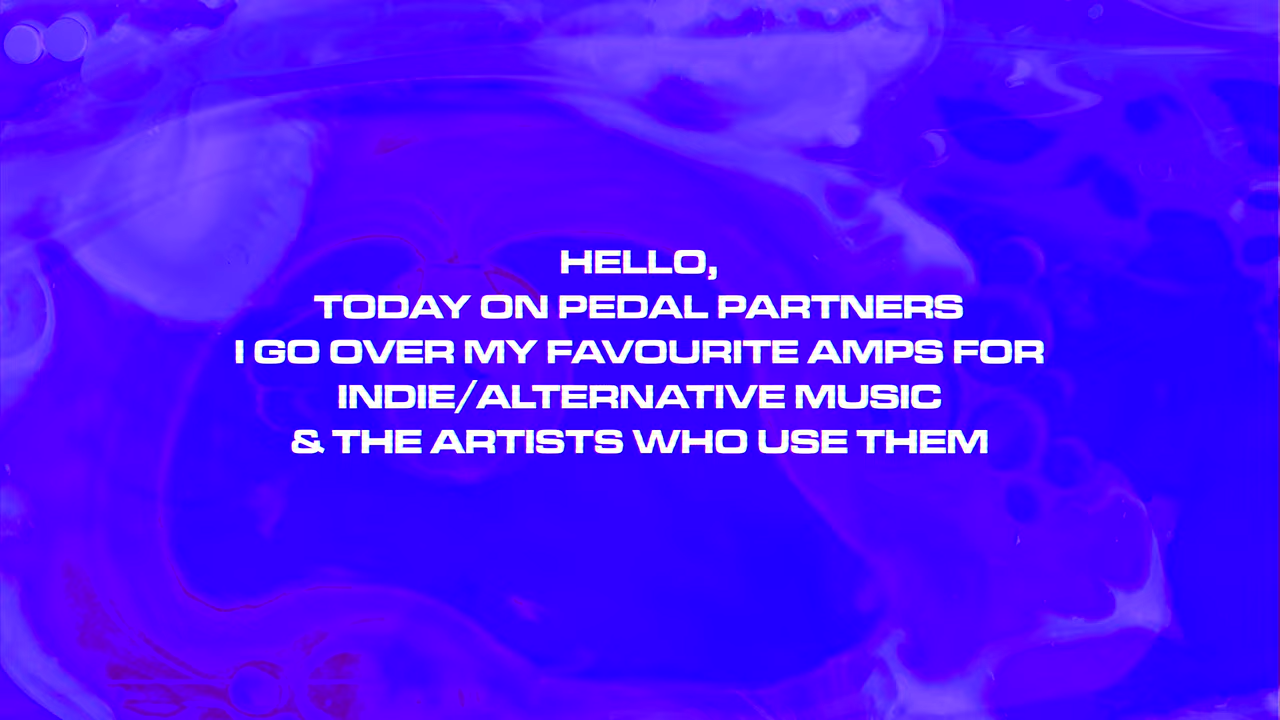 HELLO,
TODAY ON PEDAL PARTNERS
I GO OVER MY FAVOURITE AMPS FOR
INDIE/ALTERNATIVE MUSIC
& THE ARTISTS WHO USE THEM